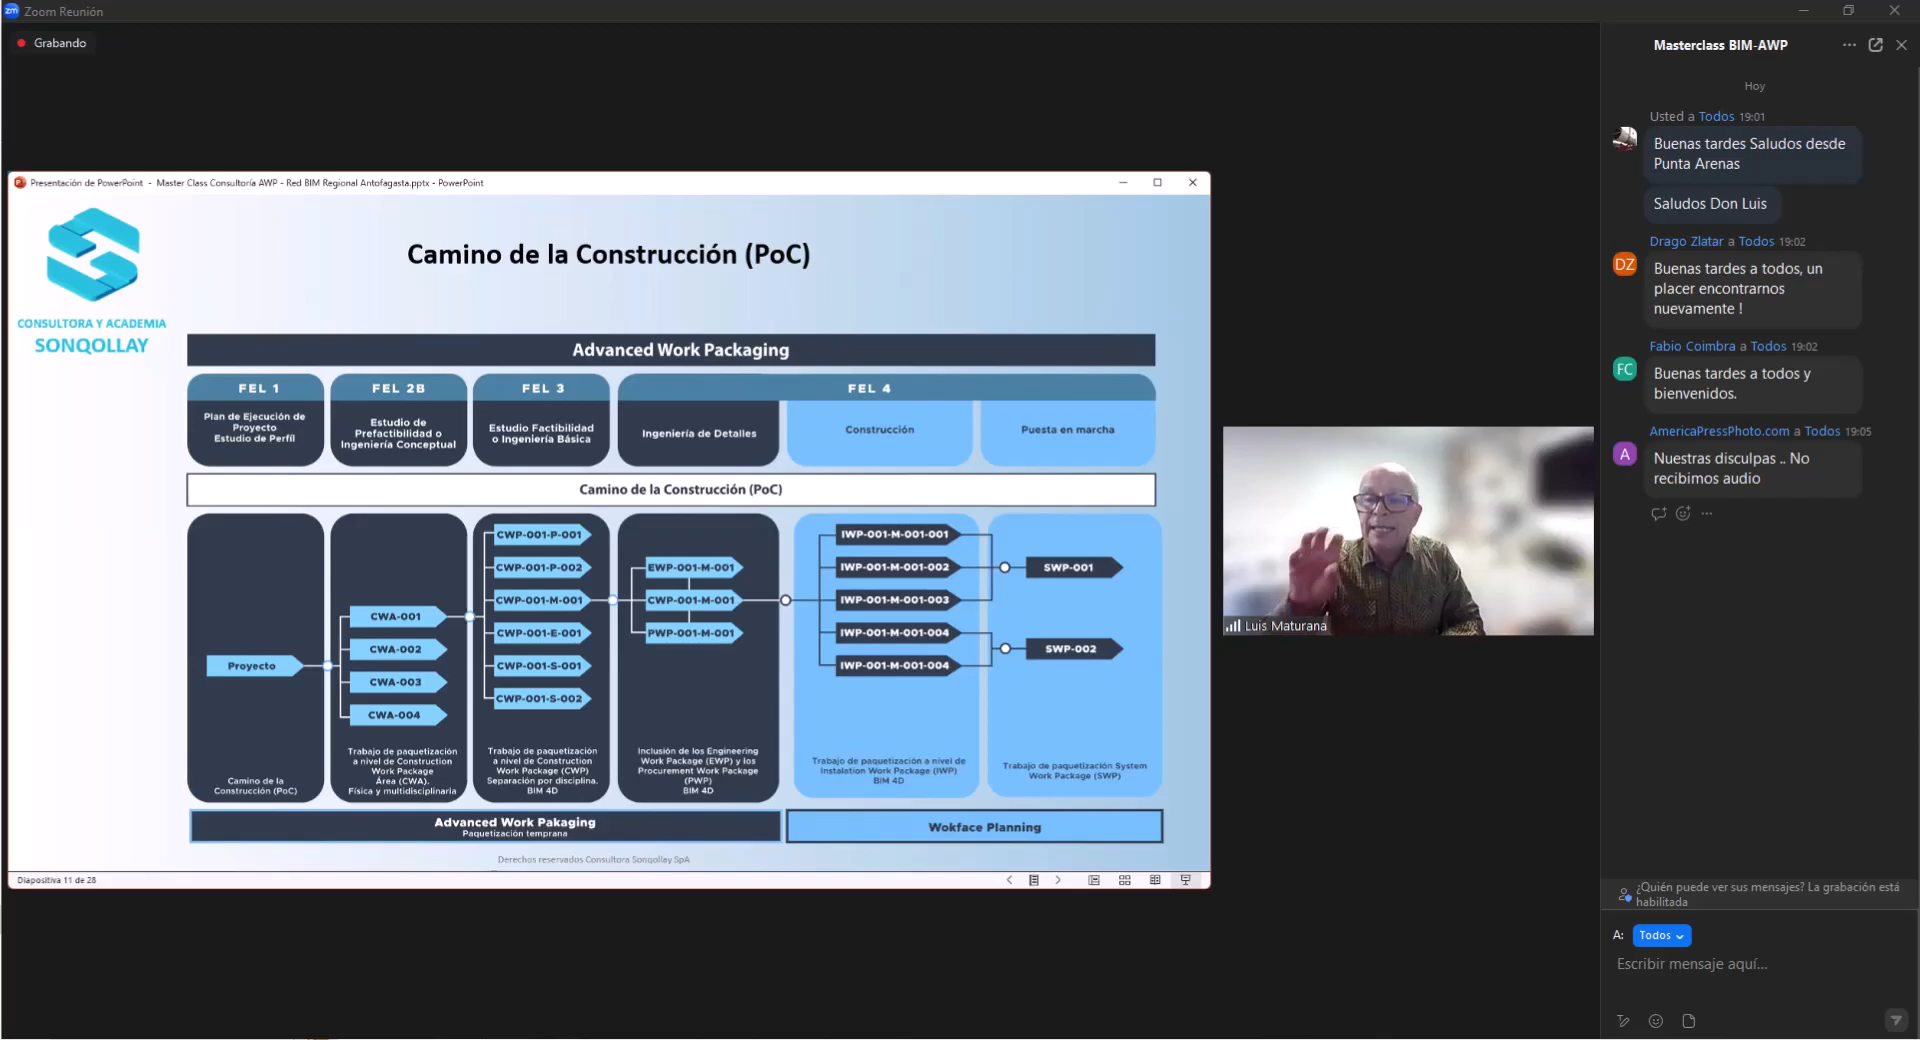 zm Zoom Reunión
Grabando
Presentación de PowerPoint - Master Class Consultoría AWP - Red BIM Regional Antofagasta.pptx - PowerPoint
CONSULTORA Y ACADEMIA
SONQOLLAY
Camino de la Construcción (PoC)
Advanced Work Packaging
FEL 1
Plan de Ejecución de
Proyecto
Estudio de Perfíl
FEL 2B
Estudio de
Prefactibilidad o
Ingeniería Conceptual
FEL 3
Estudio Factibilidad
o Ingeniería Básica
FEL 4
Ingeniería de Detalles
Construcción
Puesta en marcha
Camino de la Construcción (PoC)
Proyecto
Camino de la
Construcción (PoC)
CWA-001
CWA-002
CWA-003
CWA-004
Trabajo de paquetización
a nivel de Construction
Work Package
Área (CWA).
Física y multidisciplinaria
CWP-001-P-001
CWP-001-P-002
CWP-001-M-001
CWP-001-E-001
CWP-001-S-001
CWP-001-S-002
Trabajo de paquetización
a nivel de Construction
Work Package (CWP)
Separación por disciplina.
BIM 4D
EWP-001-M-001
CWP-001-M-001
PWP-001-M-001
Inclusión de los Engineering
Work Package (EWP) y los
Procurement Work Package
(PWP)
BIM 4D
IWP-001-M-001-001
IWP-001-M-001-002
IWP-001-M-001-003
IWP-001-M-001-004
IWP-001-M-001-004
Trabajo de paquetización a nivel de
Instalation Work Package (IWP)
BIM 4D
SWP-001
SWP-002
Trabajo de paquetización System
Work Package (SWP)
Advanced Work Pakaging
Paquetización temprana
Wokface Planning
Derechos reservados Consultora Sonqollay SpA
Diapositiva 11 de 28
Luis Maturana
Masterclass BIM-AWP
Hoy
Usted a Todos 19:01
Buenas tardes Saludos desde
Punta Arenas
Saludos Don Luis
Drago Zlatar a Todos 19:02
DZ
Buenas tardes a todos, un
placer encontrarnos
nuevamente !
Fabio Coimbra a Todos 19:02
FC
Buenas tardes a todos y
bienvenidos.
AmericaPressPhoto.com a Todos 19:05
A
Nuestras disculpas .. No
recibimos audio
¿Quién puede ver sus mensajes? La grabación está
habilitada
A: Todos
Escribir mensaje aquí...